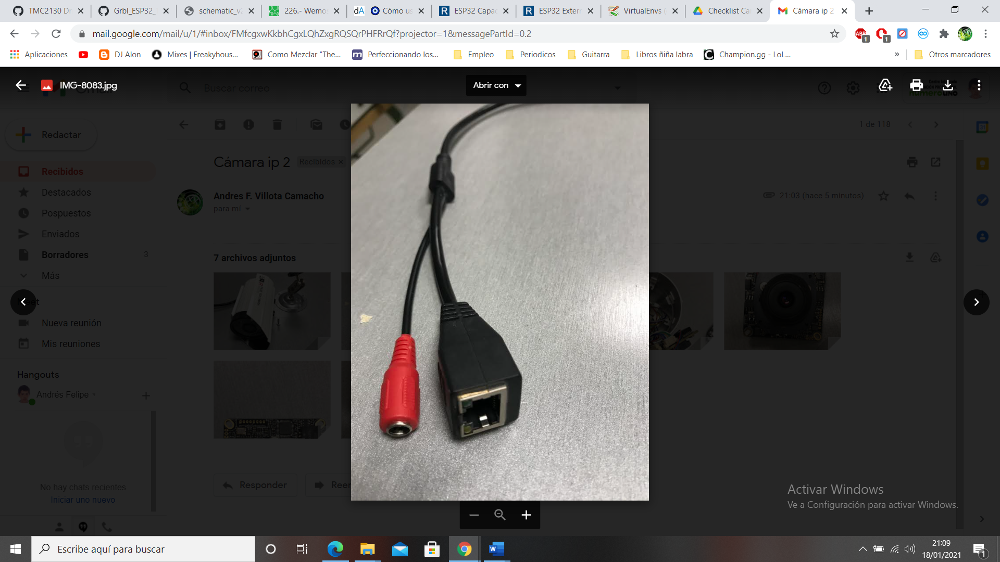 TMC2130 Dr
Grbl_ESP32_
schematic_v2
226.- Wemo
dA
Cómo us
ESP32 Capac
ESP32 Extern
VirtualEnvs (
Checklist Ca
Cámara ip 2
mail.google.com/mail/u/1/#inbox/FMfcgxwKkbhCgxLQhZxgRQSQrPHFRrQf?projector=1&messagePartId=0.2
Aplicaciones
DJ Alon
Mixes | Freakyhous...
Como Mezclar "The...
Perfeccionando los...
Empleo
Periodicos
Guitarra
Libros ñiña labra
Champion.gg - LoL...
»
Otros marcadores
IMG-8083.jpg
Buscar correo
Abrir con
Redactar
1 de 118
Cámara ip 2
Recibidos
Recibidos
Destacados
Pospuestos
Enviados
Borradores
3
Más
Andres F. Villota Camacho
para mí
21:03 (hace 5 minutos)
7 archivos adjuntos
Nueva reunión
Mis reuniones
Hangouts
Andrés Felipe
No hay chats recientes
Iniciar uno nuevo
Responder
Reen
Activar Windows
Ve a Configuración para activar Windows.
Escribe aquí para buscar
21:09
18/01/2021
1